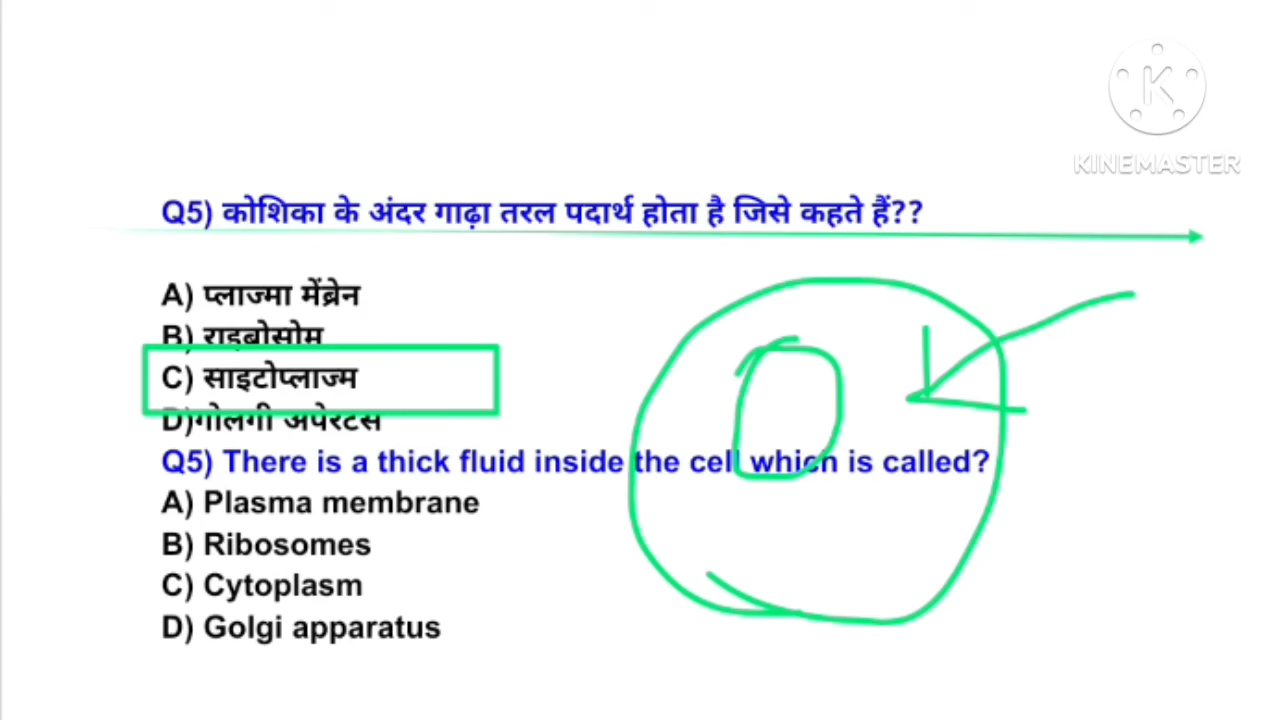 KINEMASTER
Q5) कोशिका के अंदर गाढ़ा तरल पदार्थ होता है जिसे कहते हैं??
A) प्लाज्मा मेंब्रेन
B) राइबोसोम
C) साइटोप्लाज्म
D)गोलगी अपेरेटस
Q5) There is a thick fluid inside the cell which is called?
A) Plasma membrane
B) Ribosomes
C) Cytoplasm
D) Golgi apparatus